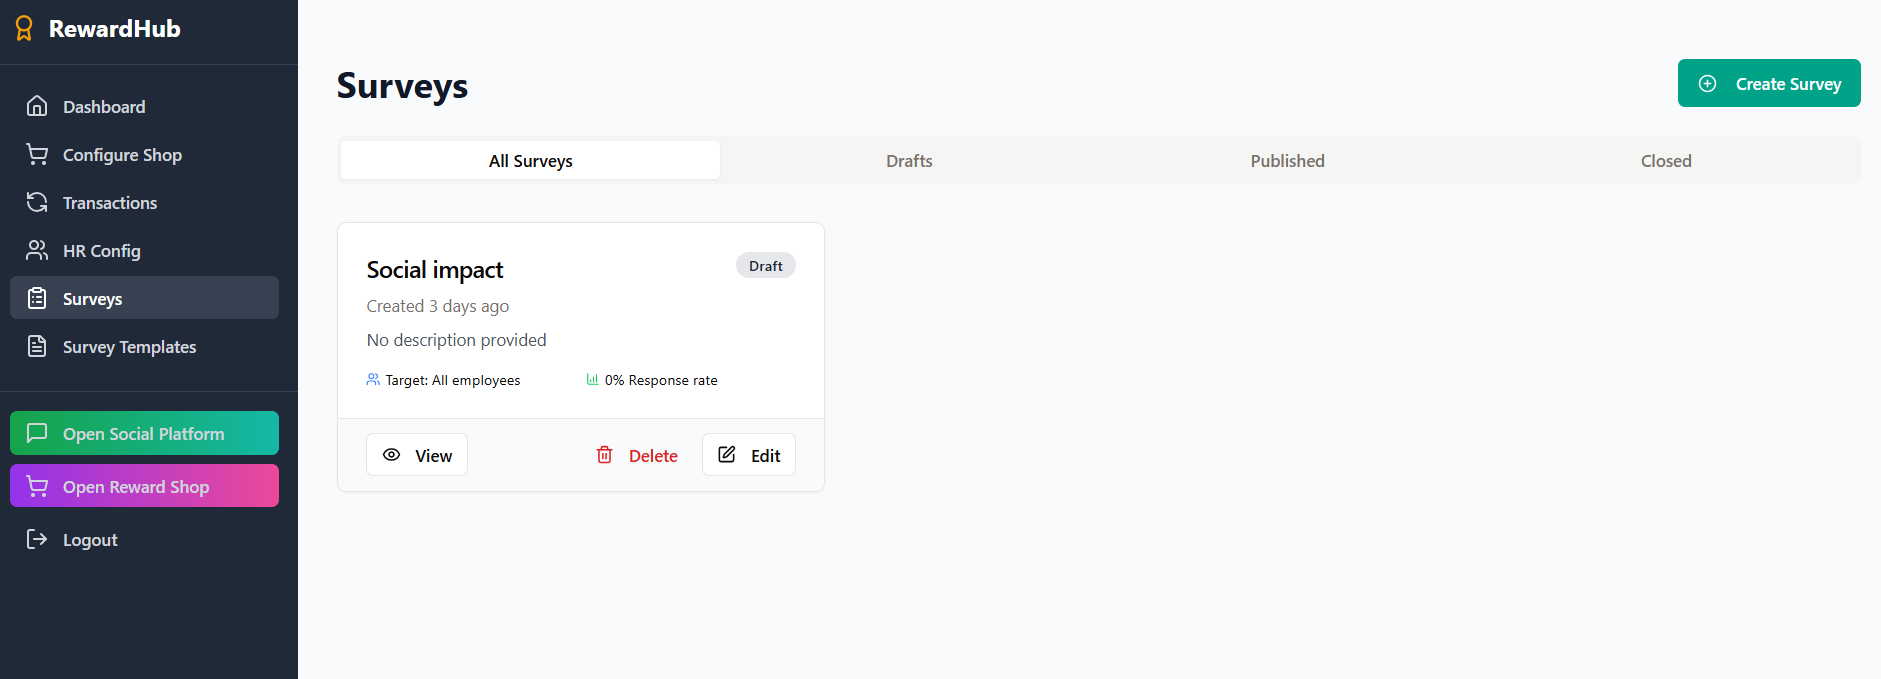 RewardHub
Dashboard
Configure Shop
Transactions
HR Config
Surveys
Survey Templates
Open Social Platform
Open Reward Shop
Logout
Surveys
Create Survey
All Surveys
Drafts
Published
Closed
Social impact
Draft
Created 3 days ago
No description provided
Target: All employees
0% Response rate
View
Delete
Edit